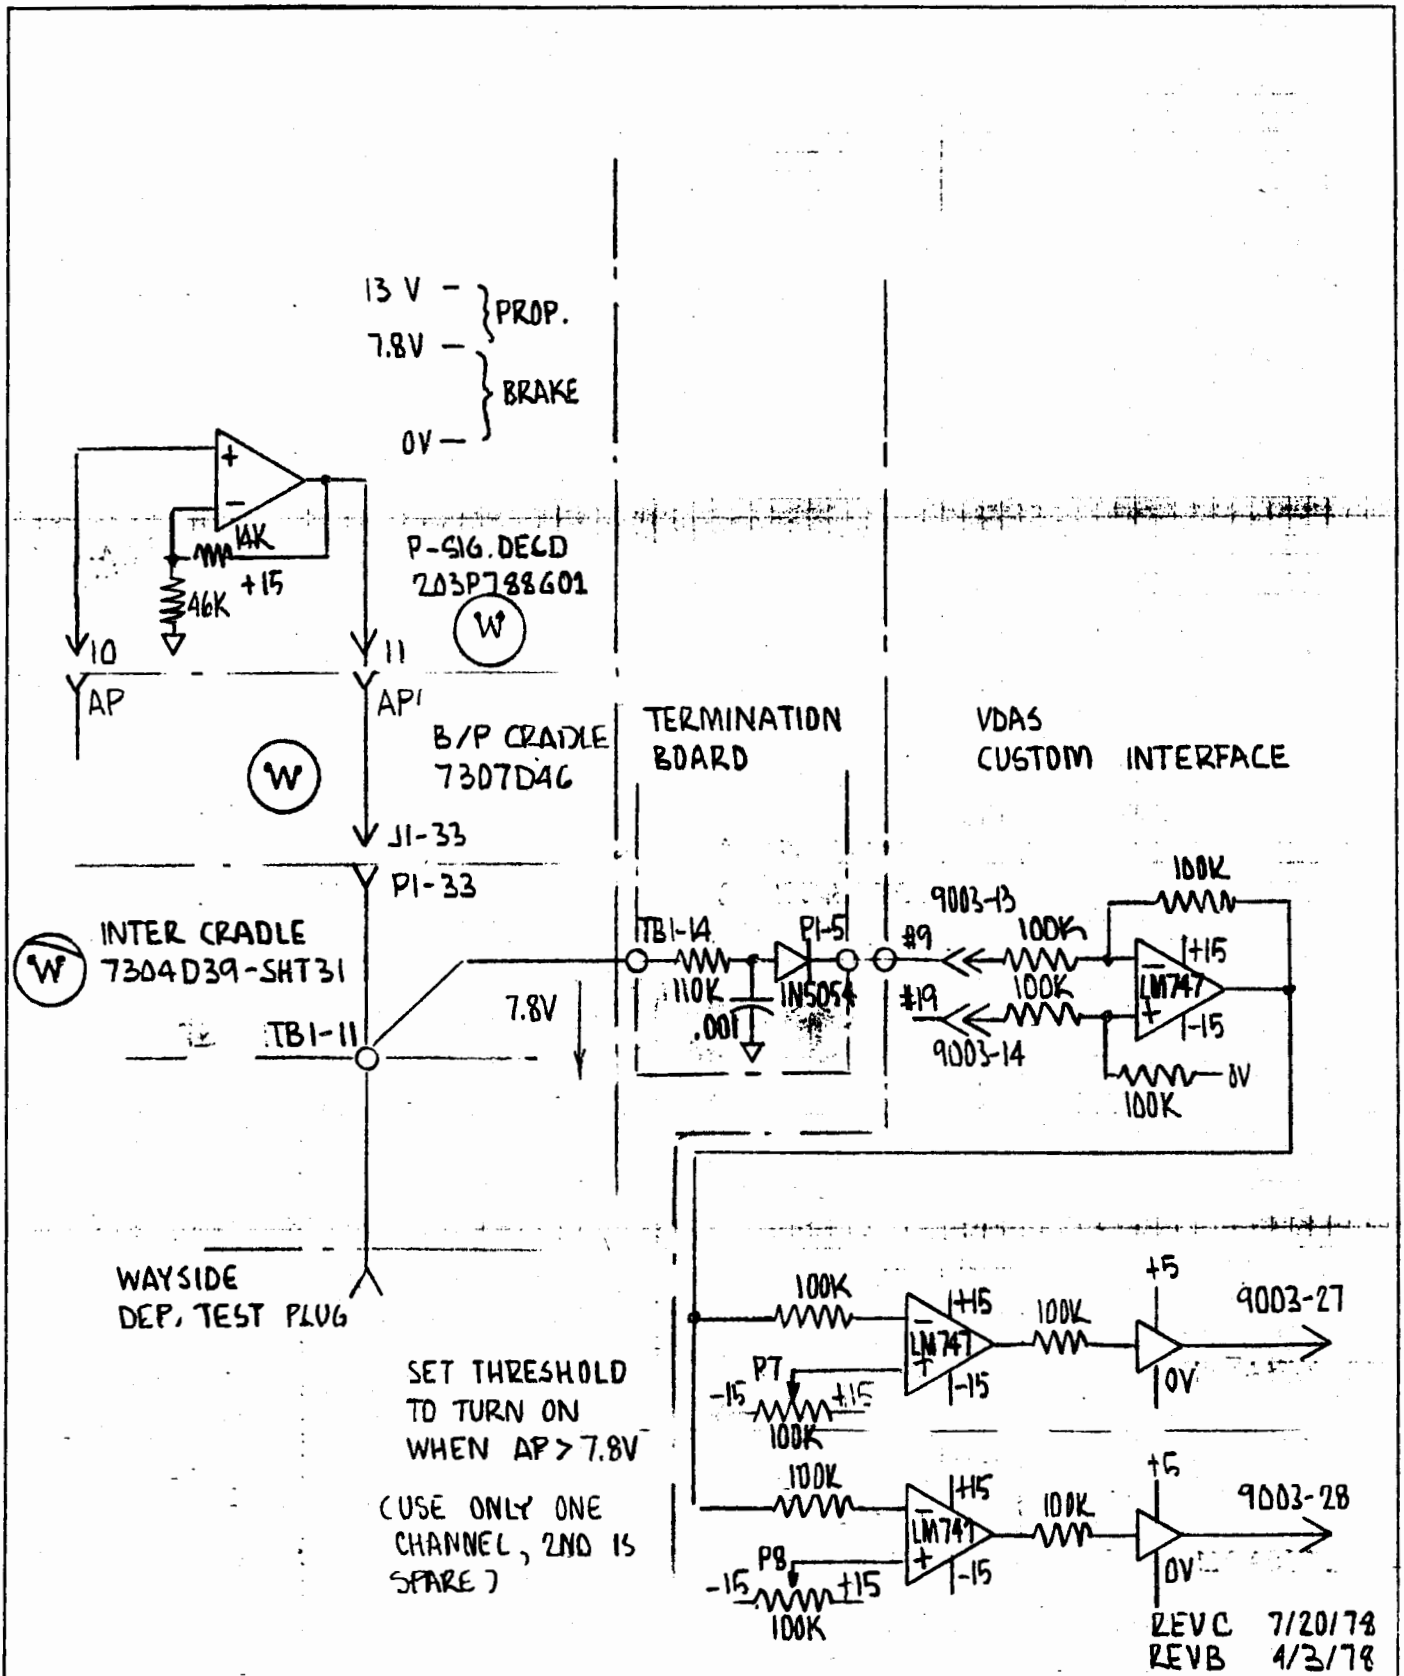 13 V — } PROP.
7.8V — } BRAKE
0V —
+
−
14K
+15
46K
P-SIG. DECD
203P788G01
W
10
11
AP
AP'
B/P CRADLE
7307D46
W
J1-33
P1-33
TERMINATION
BOARD
VDAS
CUSTOM INTERFACE
INTER CRADLE
7304D39-SHT31
W
TB1-11
7.8V
TB1-14
110K
.001
P1-5
1N5054
#9
9003-13
100K
100K
+15
−
LM747
+
-15
#19
9003-14
100K
100K
0V
WAYSIDE
DEP. TEST PLUG
SET THRESHOLD
TO TURN ON
WHEN AP > 7.8V
(USE ONLY ONE
CHANNEL, 2ND IS
SPARE)
100K
+15
−
LM747
+
-15
P7
-15
+15
100K
100K
+5
0V
9003-27
100K
+15
−
LM747
+
-15
P8
-15
+15
100K
100K
+5
0V
9003-28
REV C 7/20/78
REV B 4/3/78